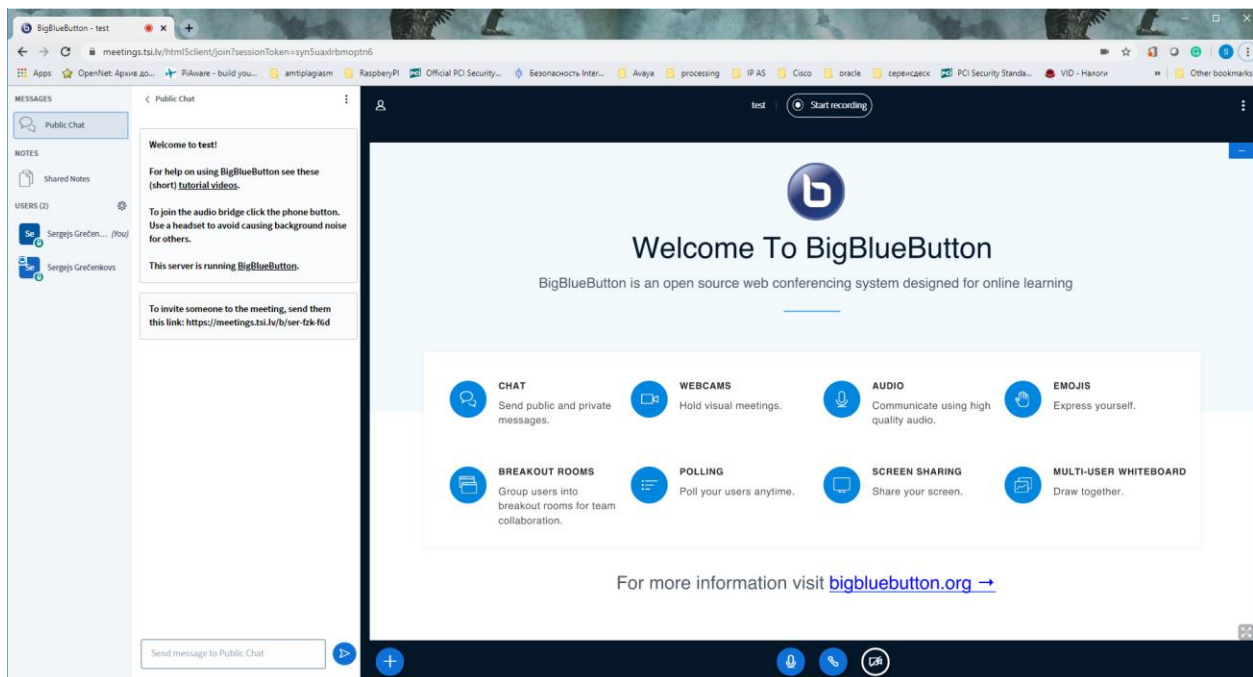 BigBlueButton - test
meetings.tsi.lv/html5client/join?sessionToken=syn5uaxlrbmoptn6
Apps OpenNet: Архив до... PiAware - build you... amtiplagiasm RaspberyPI Official PCI Security... Безопасность Inter... Avaya processing IP AS Cisco oracle сервисдеск PCI Security Standa... VID - Налоги » Other bookmarks
MESSAGES
Public Chat
NOTES
Shared Notes
USERS (2)
Se Sergejs Grečen... (You)
Se Sergejs Grečenkovs
Public Chat
Welcome to test!
For help on using BigBlueButton see these
(short) tutorial videos.
To join the audio bridge click the phone button.
Use a headset to avoid causing background noise
for others.
This server is running BigBlueButton.
To invite someone to the meeting, send them
this link: https://meetings.tsi.lv/b/ser-fzk-f6d
Send message to Public Chat
test Start recording
b
Welcome To BigBlueButton
BigBlueButton is an open source web conferencing system designed for online learning
CHAT
Send public and private
messages.
WEBCAMS
Hold visual meetings.
AUDIO
Communicate using high
quality audio.
EMOJIS
Express yourself.
BREAKOUT ROOMS
Group users into
breakout rooms for team
collaboration.
POLLING
Poll your users anytime.
SCREEN SHARING
Share your screen.
MULTI-USER WHITEBOARD
Draw together.
For more information visit bigbluebutton.org →